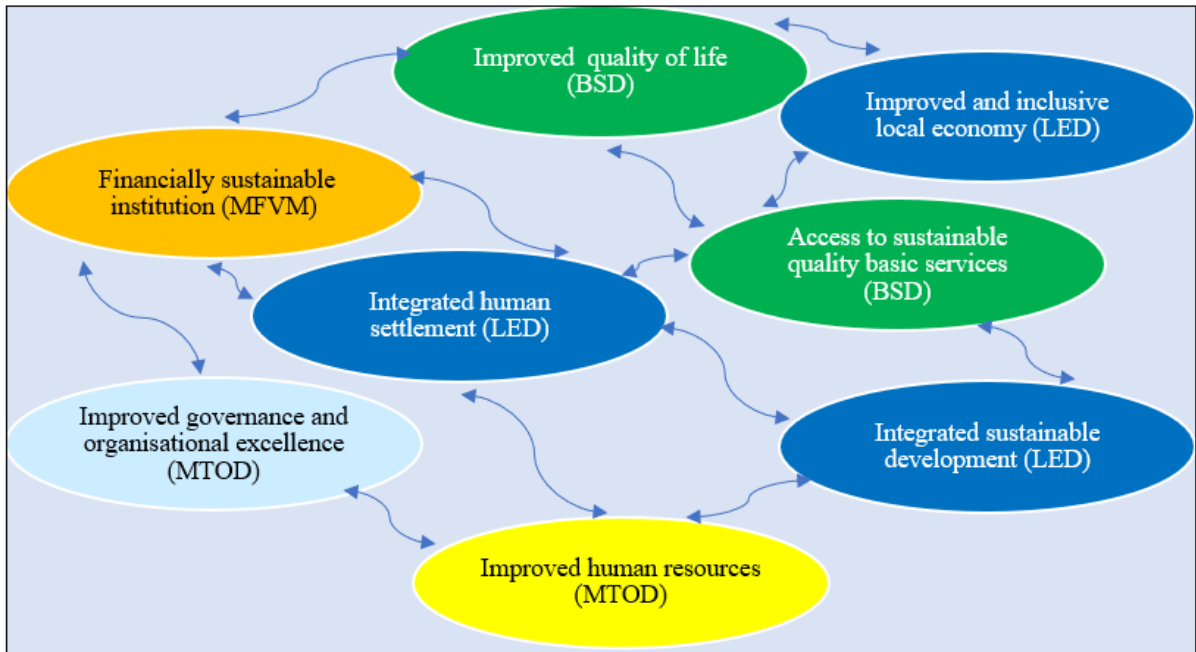 Improved quality of life
(BSD)
Improved and inclusive
local economy (LED)
Financially sustainable
institution (MFVM)
Access to sustainable
quality basic services
(BSD)
Integrated human
settlement (LED)
Improved governance and
organisational excellence
(MTOD)
Integrated sustainable
development (LED)
Improved human resources
(MTOD)